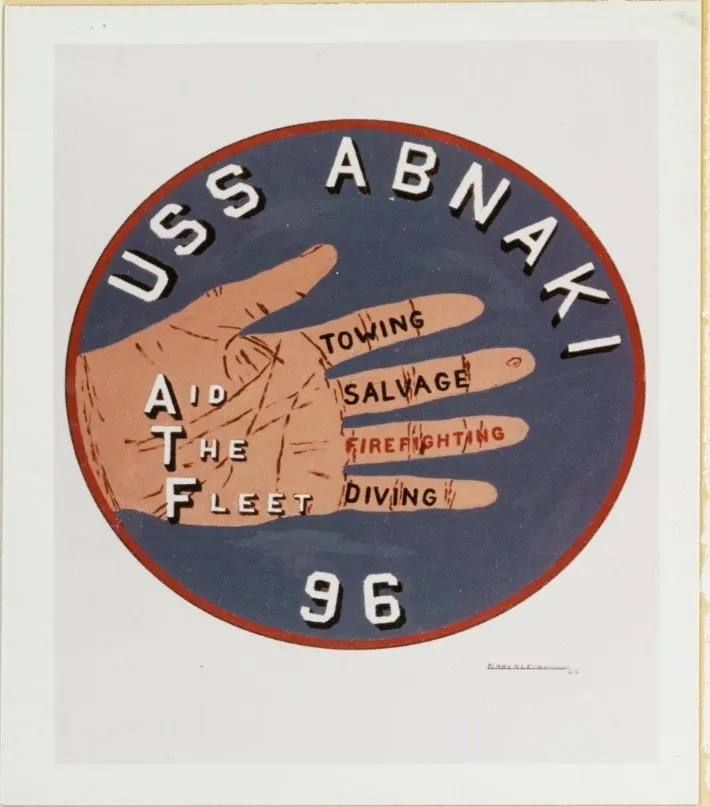 USS ABNAKI
TOWING
SALVAGE
FIREFIGHTING
DIVING
AID
THE
FLEET
96